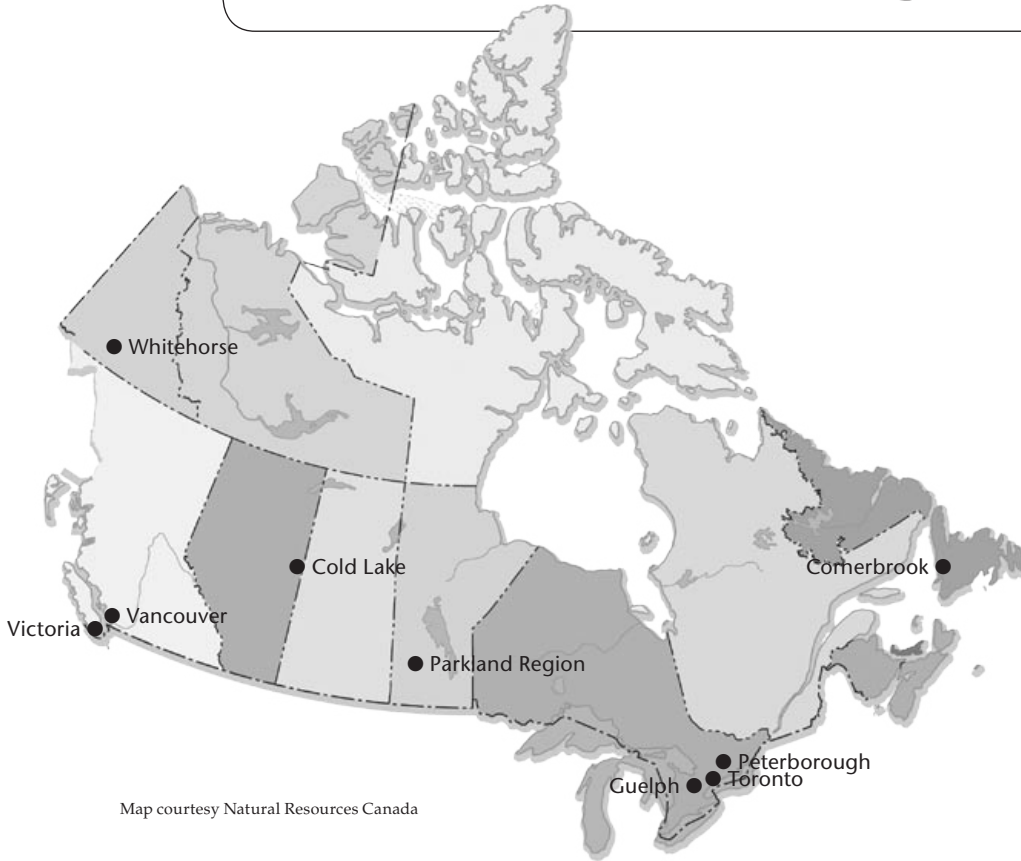 Whitehorse
Cold Lake
Cornerbrook
Vancouver
Victoria
Parkland Region
Peterborough
Toronto
Guelph
Map courtesy Natural Resources Canada